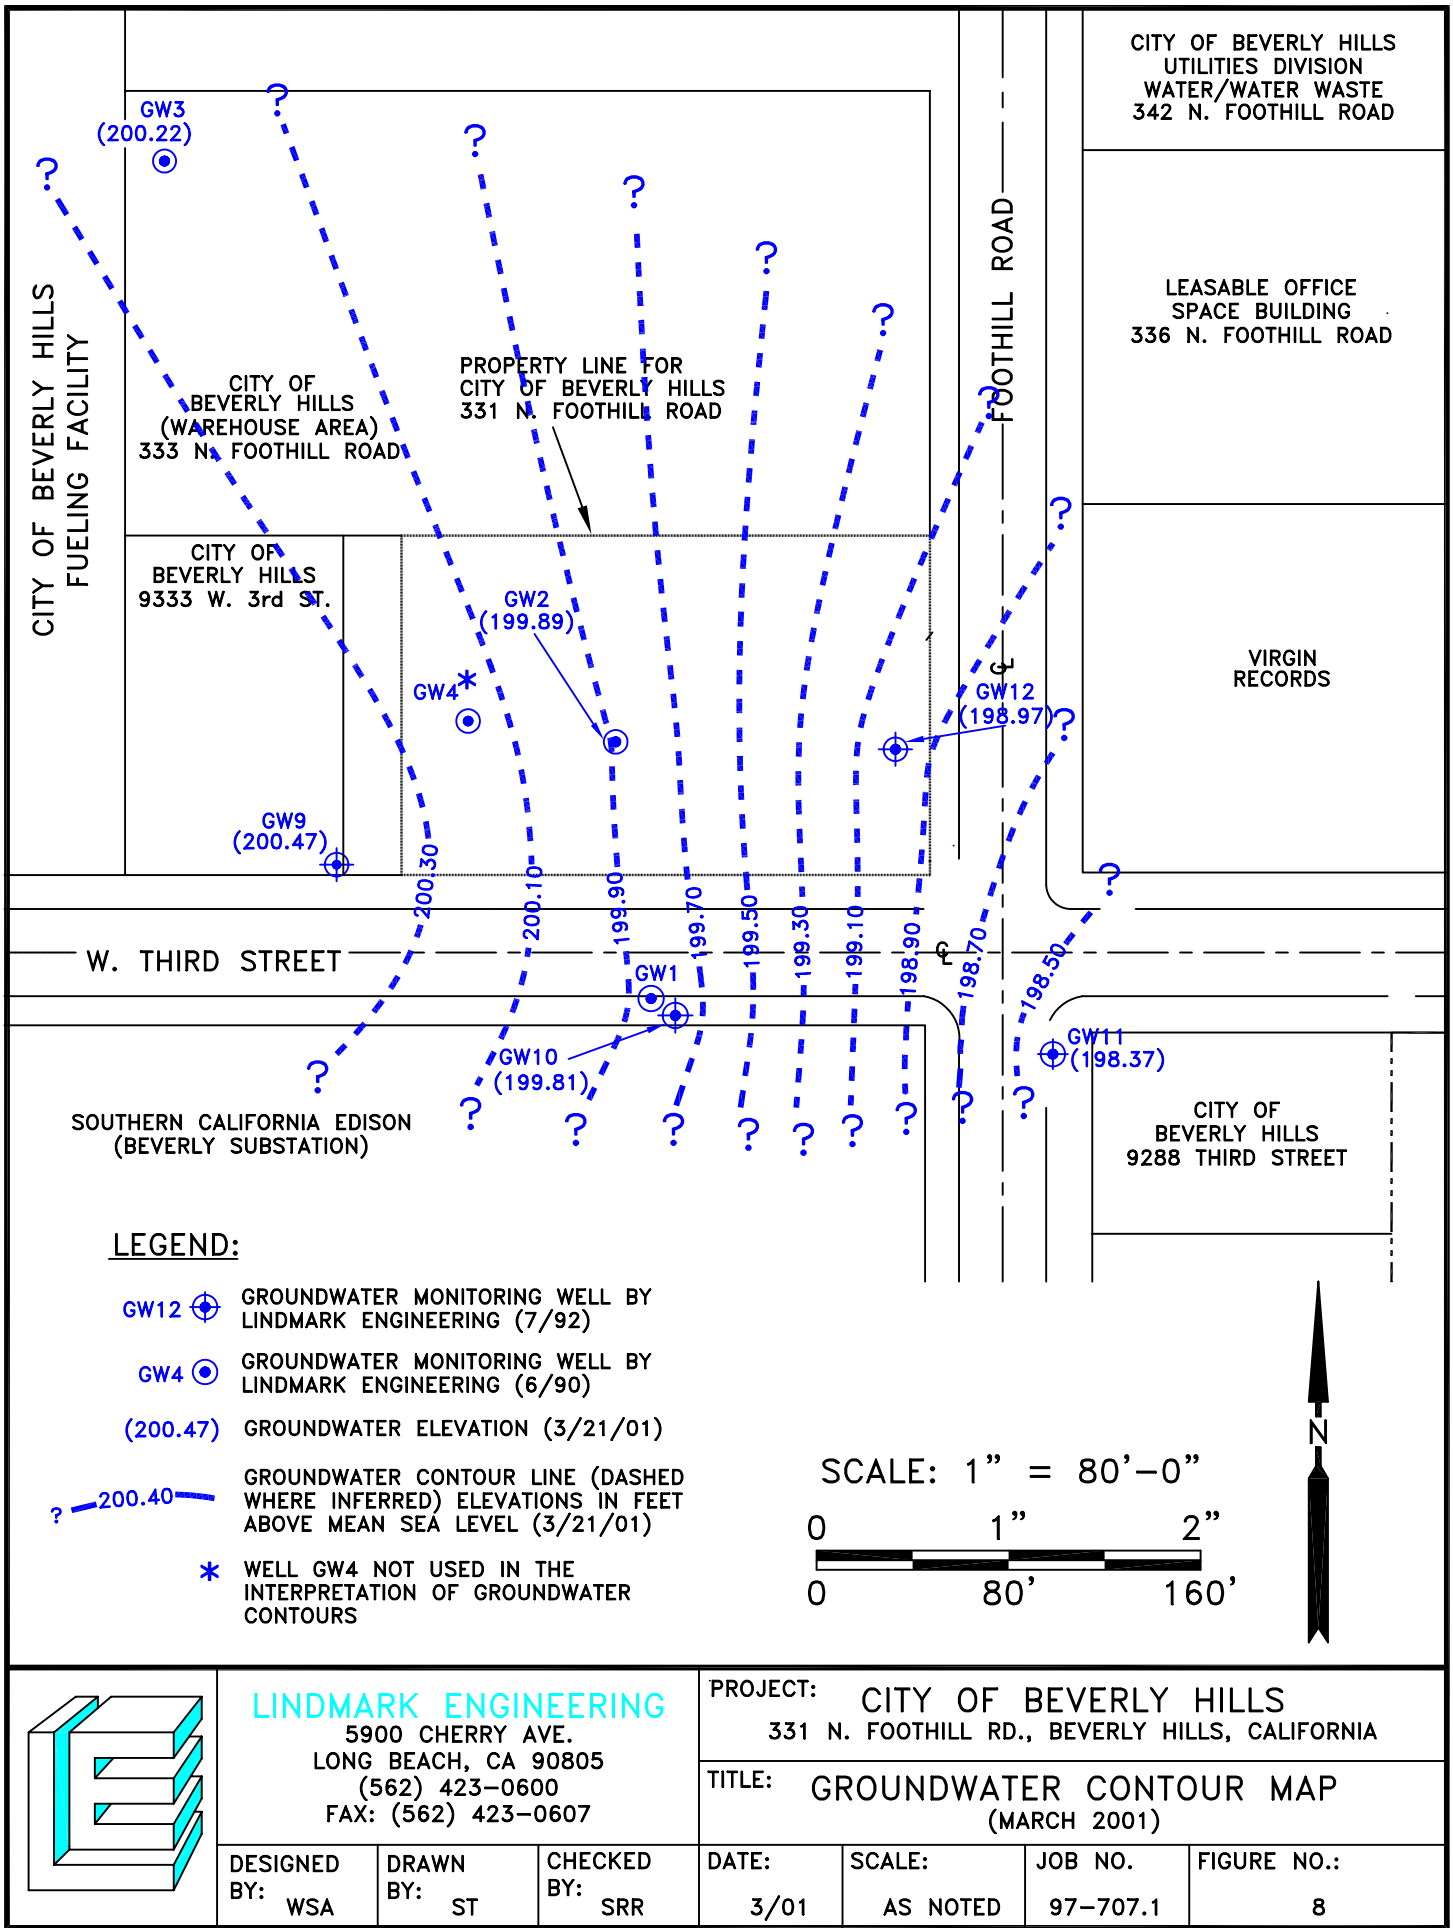 CITY OF BEVERLY HILLS
UTILITIES DIVISION
WATER/WATER WASTE
342 N. FOOTHILL ROAD
GW3
(200.22)
?
?
?
?
?
?
?
?
CITY OF BEVERLY HILLS
FUELING FACILITY
FOOTHILL ROAD
LEASABLE OFFICE
SPACE BUILDING
336 N. FOOTHILL ROAD
PROPERTY LINE FOR
CITY OF BEVERLY HILLS
331 N. FOOTHILL ROAD
CITY OF
BEVERLY HILLS
(WAREHOUSE AREA)
333 N. FOOTHILL ROAD
CITY OF
BEVERLY HILLS
9333 W. 3rd ST.
GW2
(199.89)
GW4*
℄
GW12
(198.97)
?
VIRGIN
RECORDS
GW9
(200.47)
?
200.30
200.10
199.90
199.70
199.50
199.30
199.10
198.90
198.70
198.50
℄
W. THIRD STREET
GW1
GW10
(199.81)
GW11
(198.37)
?
?
?
?
?
?
?
?
?
?
SOUTHERN CALIFORNIA EDISON
(BEVERLY SUBSTATION)
CITY OF
BEVERLY HILLS
9288 THIRD STREET
LEGEND:
GW12 GROUNDWATER MONITORING WELL BY
LINDMARK ENGINEERING (7/92)
GW4 GROUNDWATER MONITORING WELL BY
LINDMARK ENGINEERING (6/90)
(200.47) GROUNDWATER ELEVATION (3/21/01)
? 200.40 GROUNDWATER CONTOUR LINE (DASHED
WHERE INFERRED) ELEVATIONS IN FEET
ABOVE MEAN SEA LEVEL (3/21/01)
* WELL GW4 NOT USED IN THE
INTERPRETATION OF GROUNDWATER
CONTOURS
N
SCALE: 1" = 80'-0"
0 1" 2"
0 80' 160'
LINDMARK ENGINEERING
5900 CHERRY AVE.
LONG BEACH, CA 90805
(562) 423-0600
FAX: (562) 423-0607
PROJECT: CITY OF BEVERLY HILLS
331 N. FOOTHILL RD., BEVERLY HILLS, CALIFORNIA
TITLE: GROUNDWATER CONTOUR MAP
(MARCH 2001)
DESIGNED
BY: WSA
DRAWN
BY: ST
CHECKED
BY: SRR
DATE:
3/01
SCALE:
AS NOTED
JOB NO.
97-707.1
FIGURE NO.:
8